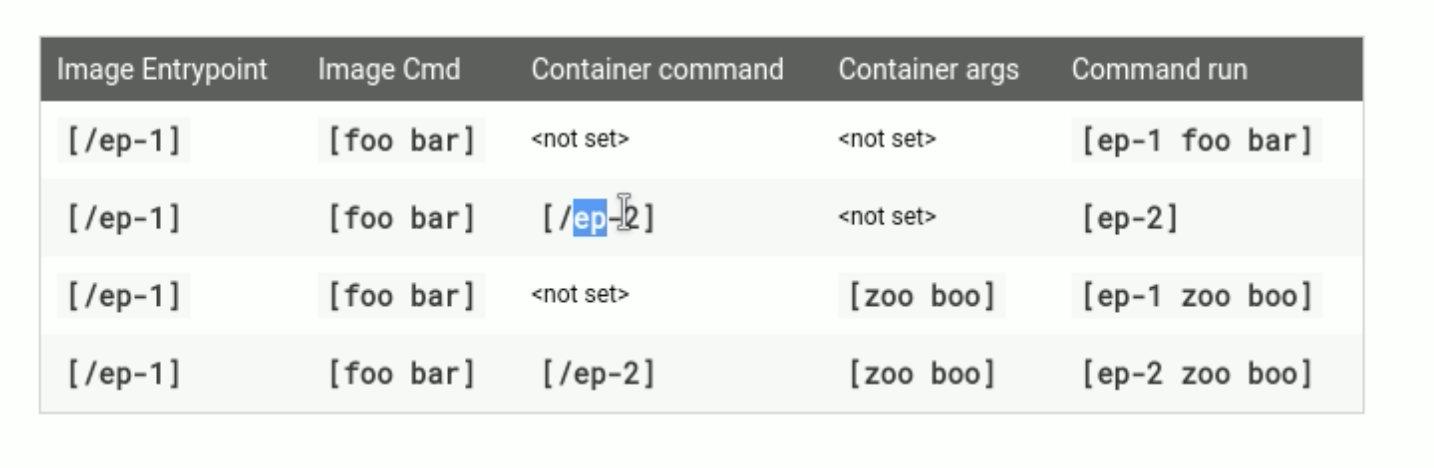 Image Entrypoint Image Cmd Container command Container args Command run
[/ep-1] [foo bar] <not set> <not set> [ep-1 foo bar]
[/ep-1] [foo bar] [/ep-2] <not set> [ep-2]
[/ep-1] [foo bar] <not set> [zoo boo] [ep-1 zoo boo]
[/ep-1] [foo bar] [/ep-2] [zoo boo] [ep-2 zoo boo]